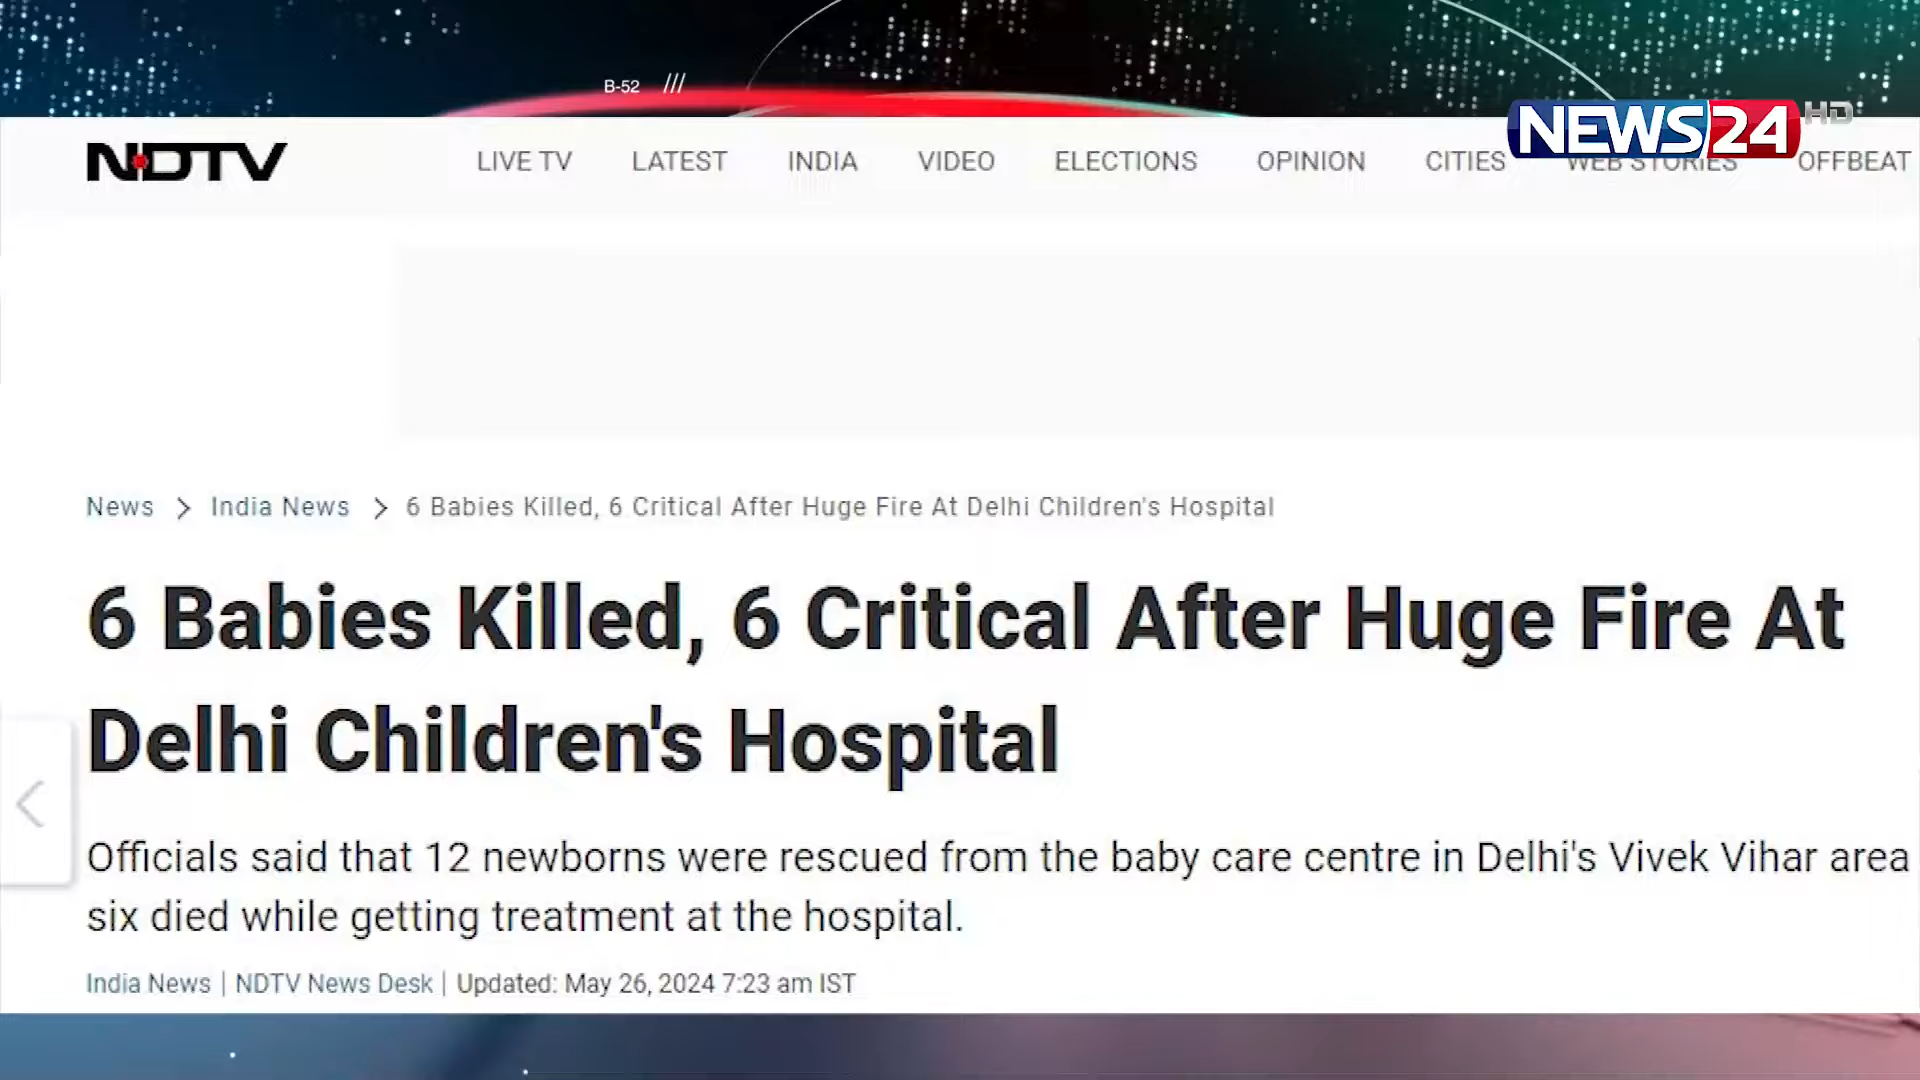 B-52 ///
NEWS24 HD
NDTV LIVE TV LATEST INDIA VIDEO ELECTIONS OPINION CITIES WEB STORIES OFFBEAT
News > India News > 6 Babies Killed, 6 Critical After Huge Fire At Delhi Children's Hospital
6 Babies Killed, 6 Critical After Huge Fire At
Delhi Children's Hospital
Officials said that 12 newborns were rescued from the baby care centre in Delhi's Vivek Vihar area
six died while getting treatment at the hospital.
India News | NDTV News Desk | Updated: May 26, 2024 7:23 am IST